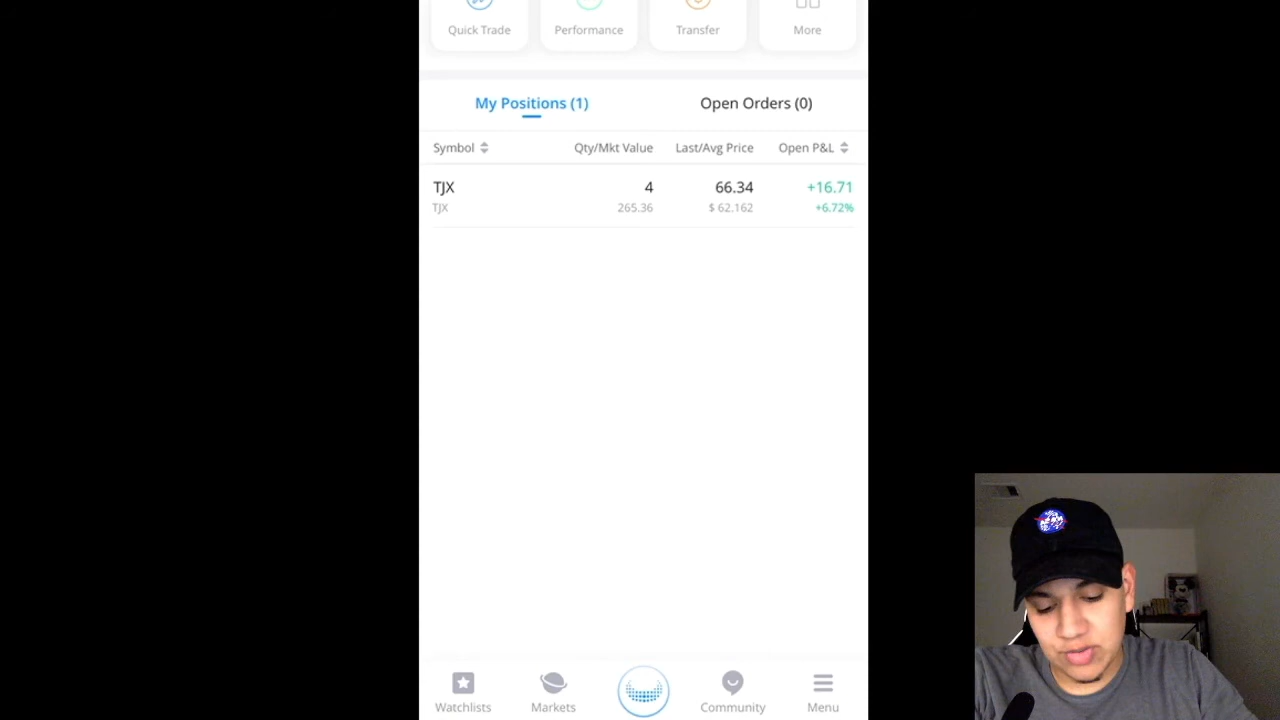 Quick Trade Performance Transfer More
My Positions (1) Open Orders (0)
Symbol Qty/Mkt Value Last/Avg Price Open P&L
TJX 4 66.34 +16.71
TJX 265.36 $ 62.162 +6.72%
Watchlists Markets Community Menu